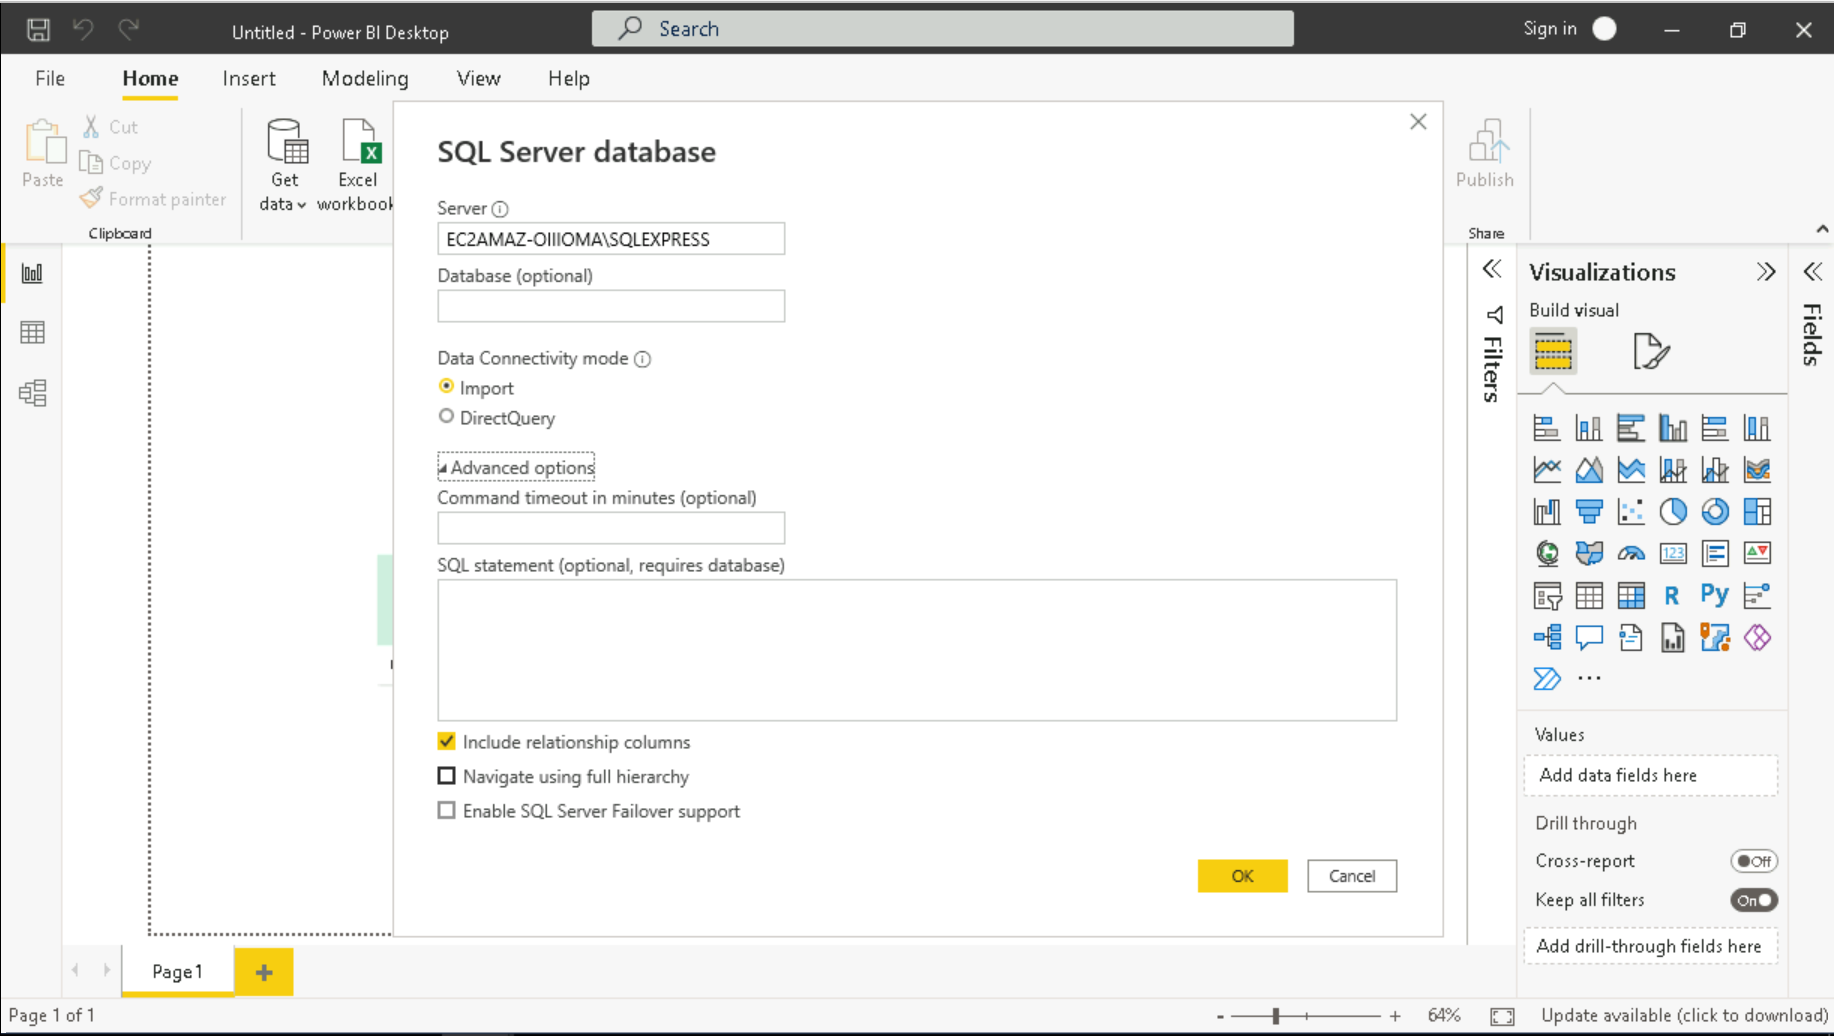 Untitled - Power BI Desktop
Search
Sign in
File
Home
Insert
Modeling
View
Help
Paste
Cut
Copy
Format painter
Clipboard
Get
data
Excel
workbook
Publish
Share
SQL Server database
Server
EC2AMAZ-OIIIOMA\SQLEXPRESS
Database (optional)
Data Connectivity mode
Import
DirectQuery
Advanced options
Command timeout in minutes (optional)
SQL statement (optional, requires database)
Include relationship columns
Navigate using full hierarchy
Enable SQL Server Failover support
OK
Cancel
Filters
Visualizations
Build visual
123
R
Py
Values
Add data fields here
Drill through
Cross-report
Off
Keep all filters
On
Add drill-through fields here
Fields
Page 1
Page 1 of 1
- + 64%
Update available (click to download)